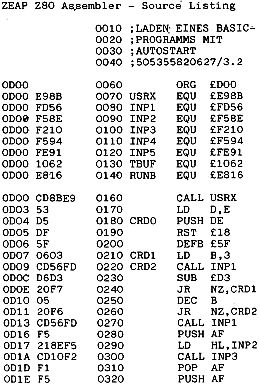 ZEAP Z80 Assembler - Source Listing
0010 ;LADEN EINES BASIC-
0020 ;PROGRAMMS MIT
0030 ;AUTOSTART
0040 ;505355820627/3.2
0D00 0060 ORG £D00
0D00 E98B 0070 USRX EQU £E98B
0D00 FD56 0080 INP1 EQU £FD56
0D00 F58E 0090 INP2 EQU £F58E
0D00 F210 0100 INP3 EQU £F210
0D00 F594 0110 INP4 EQU £F594
0D00 FE91 0120 INP5 EQU £FE91
0D00 1062 0130 TBUF EQU £1062
0D00 E816 0140 RUNB EQU £E816
0D00 CD8BE9 0160 CALL USRX
0D03 53 0170 LD D,E
0D04 D5 0180 CRD0 PUSH DE
0D05 DF 0190 RST £18
0D06 5F 0200 DEFB £5F
0D07 0603 0210 CRD1 LD B,3
0D09 CD56FD 0220 CRD2 CALL INP1
0D0C D6D3 0230 SUB £D3
0D0E 20F7 0240 JR NZ,CRD1
0D10 05 0250 DEC B
0D11 20F6 0260 JR NZ,CRD2
0D13 CD56FD 0270 CALL INP1
0D16 F5 0280 PUSH AF
0D17 218EF5 0290 LD HL,INP2
0D1A CD10F2 0300 CALL INP3
0D1D F1 0310 POP AF
0D1E F5 0320 PUSH AF